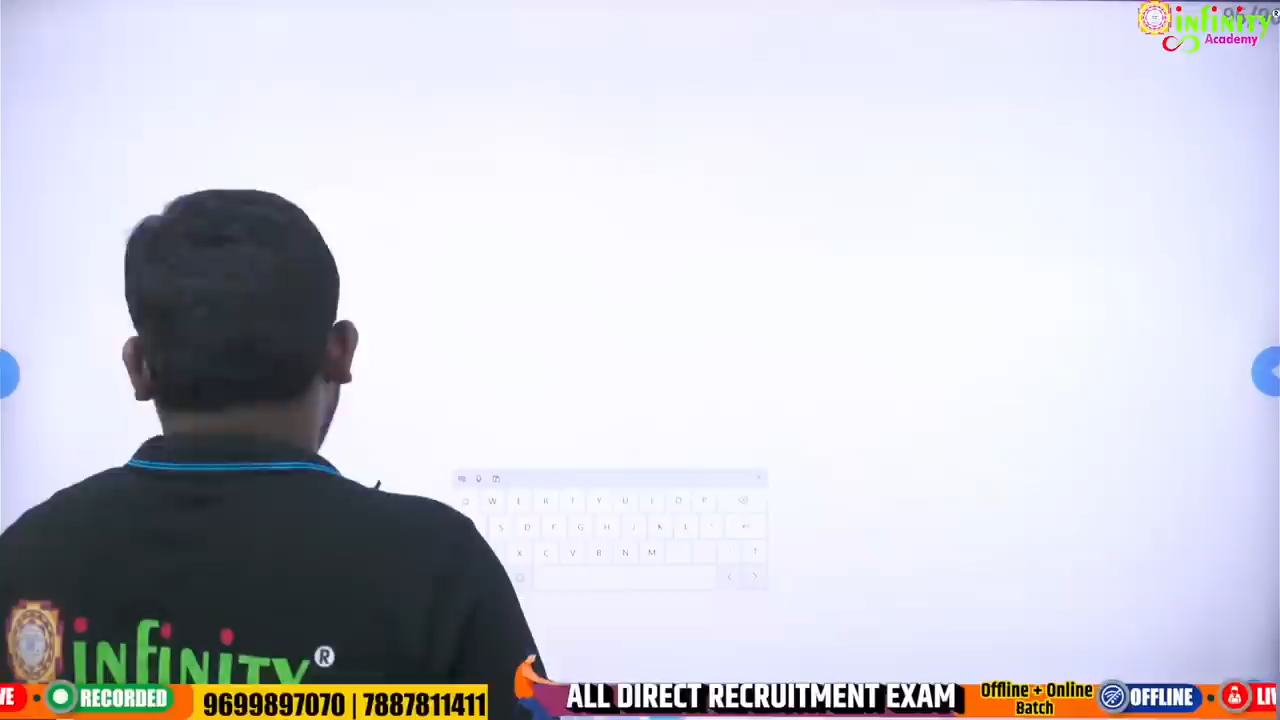 infinity®
Academy
Q W E R T Y U I O P
S D F G H J K L '
X C V B N M
infinity®
RECORDED
9699897070 | 7887811411
ALL DIRECT RECRUITMENT EXAM
Offline + Online
Batch
OFFLINE